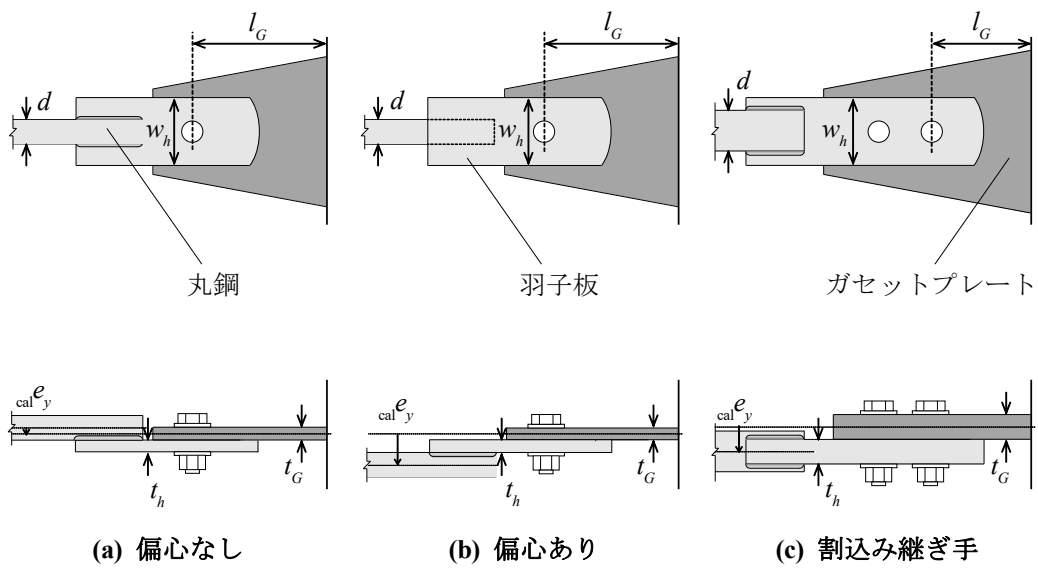 l_G
l_G
l_G
d
w_h
d
w_h
d
w_h
丸鋼
羽子板
ガセットプレート
cal e_y
t_h
t_G
cal e_y
t_h
t_G
cal e_y
t_h
t_G
(a) 偏心なし
(b) 偏心あり
(c) 割込み継ぎ手